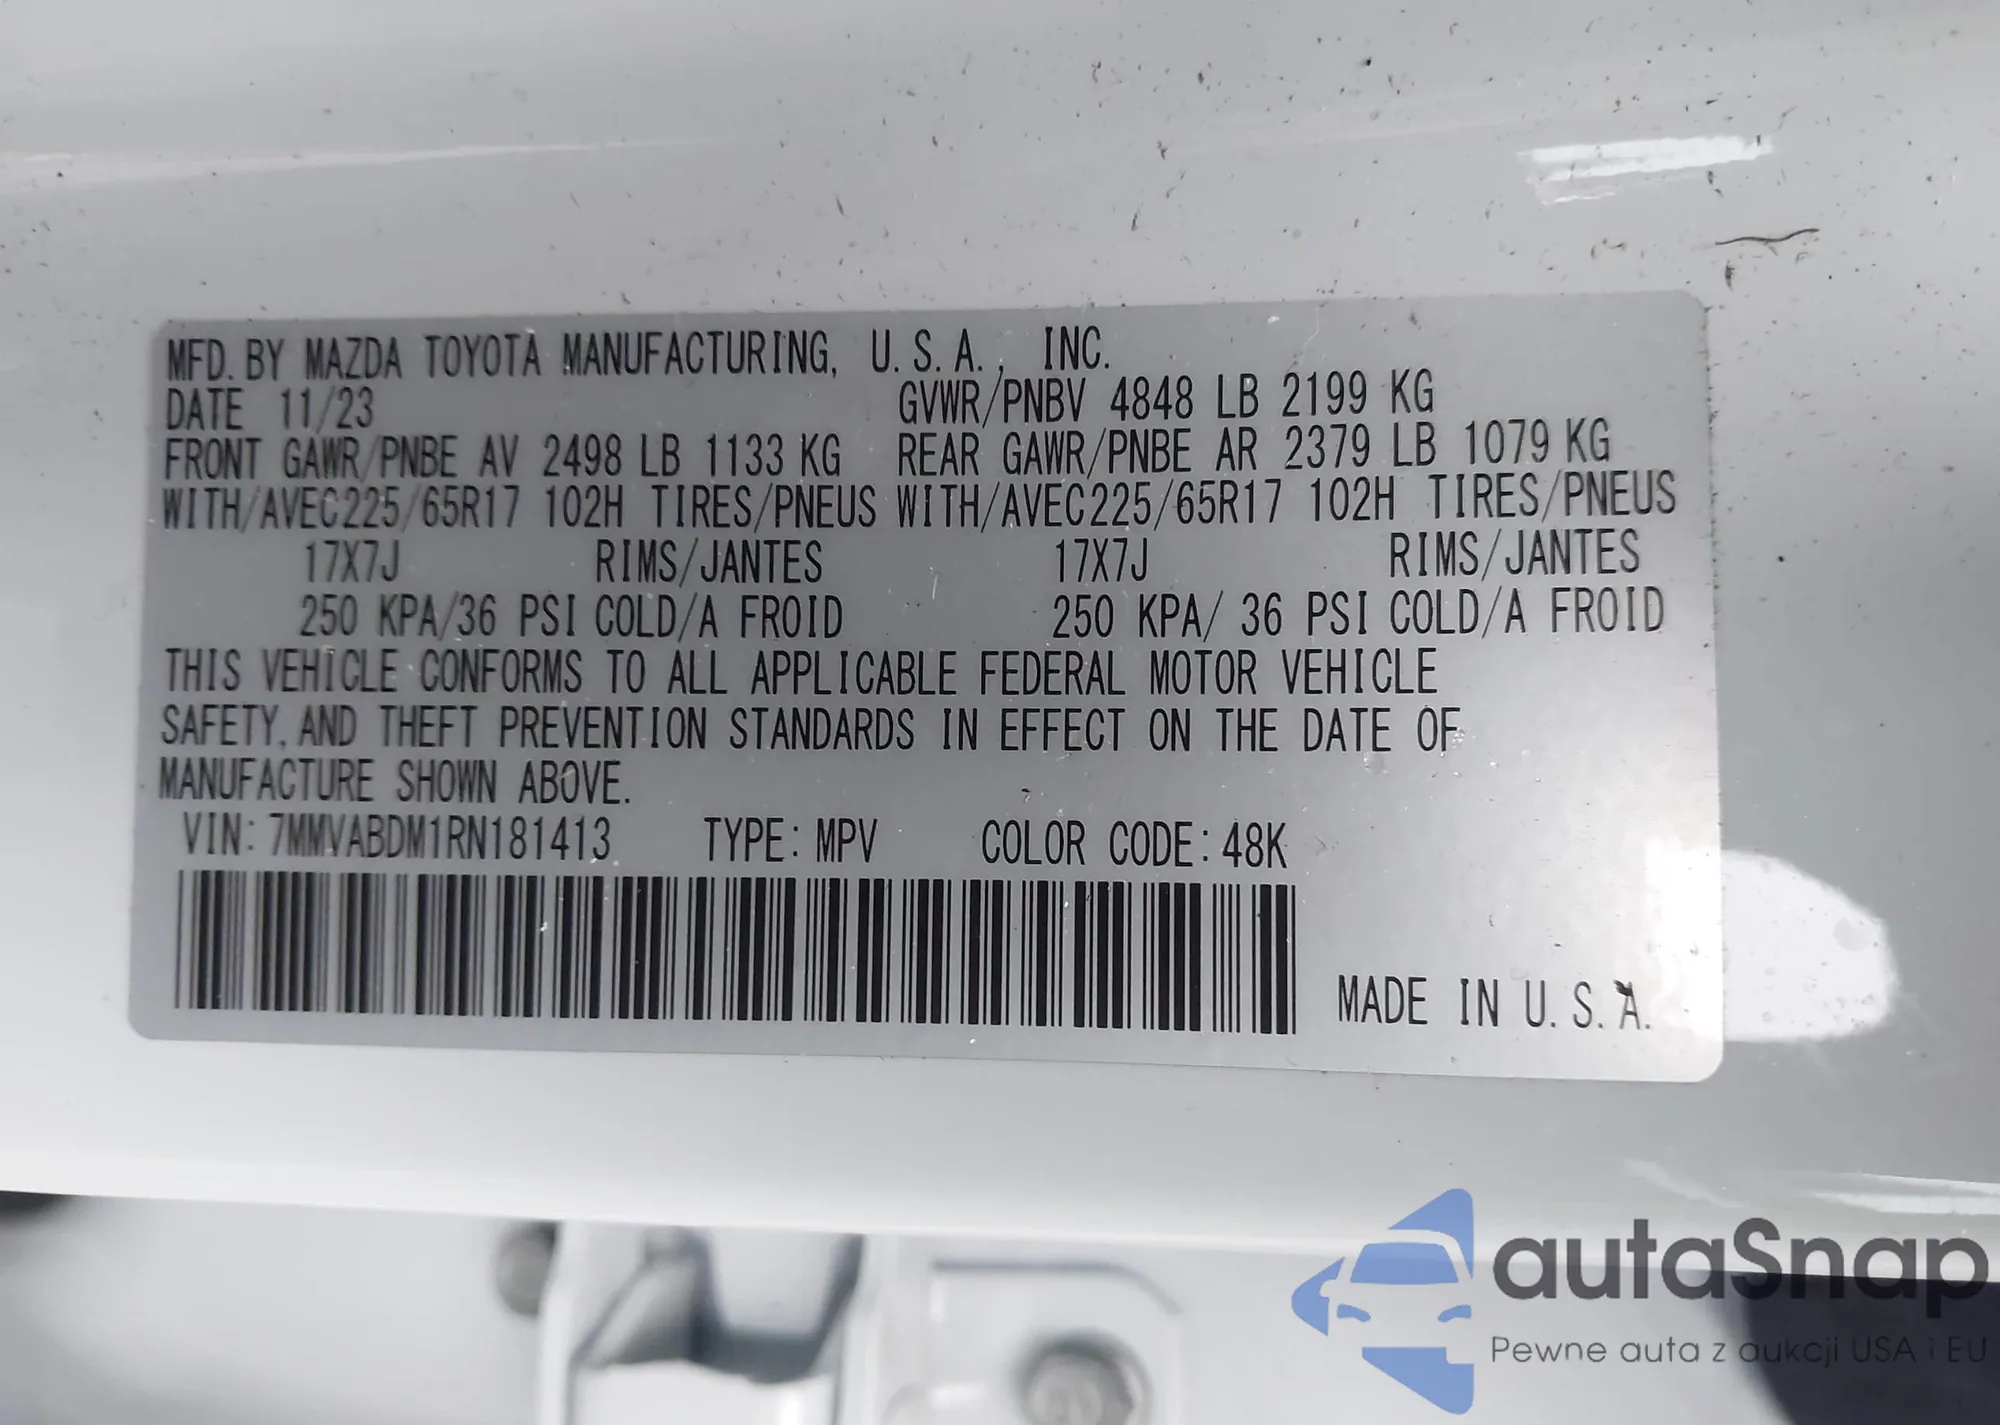 MFD. BY MAZDA TOYOTA MANUFACTURING, U. S. A. , INC.
DATE 11/23 GVWR/PNBV 4848 LB 2199 KG
FRONT GAWR/PNBE AV 2498 LB 1133 KG REAR GAWR/PNBE AR 2379 LB 1079 KG
WITH/AVEC225/65R17 102H TIRES/PNEUS WITH/AVEC225/65R17 102H TIRES/PNEUS
17X7J RIMS/JANTES 17X7J RIMS/JANTES
250 KPA/36 PSI COLD/A FROID 250 KPA/ 36 PSI COLD/A FROID
THIS VEHICLE CONFORMS TO ALL APPLICABLE FEDERAL MOTOR VEHICLE
SAFETY, AND THEFT PREVENTION STANDARDS IN EFFECT ON THE DATE OF
MANUFACTURE SHOWN ABOVE.
VIN: 7MMVABDM1RN181413 TYPE: MPV COLOR CODE: 48K
MADE IN U. S. A.
autaSnap
Pewne auta z aukcji USA i EU